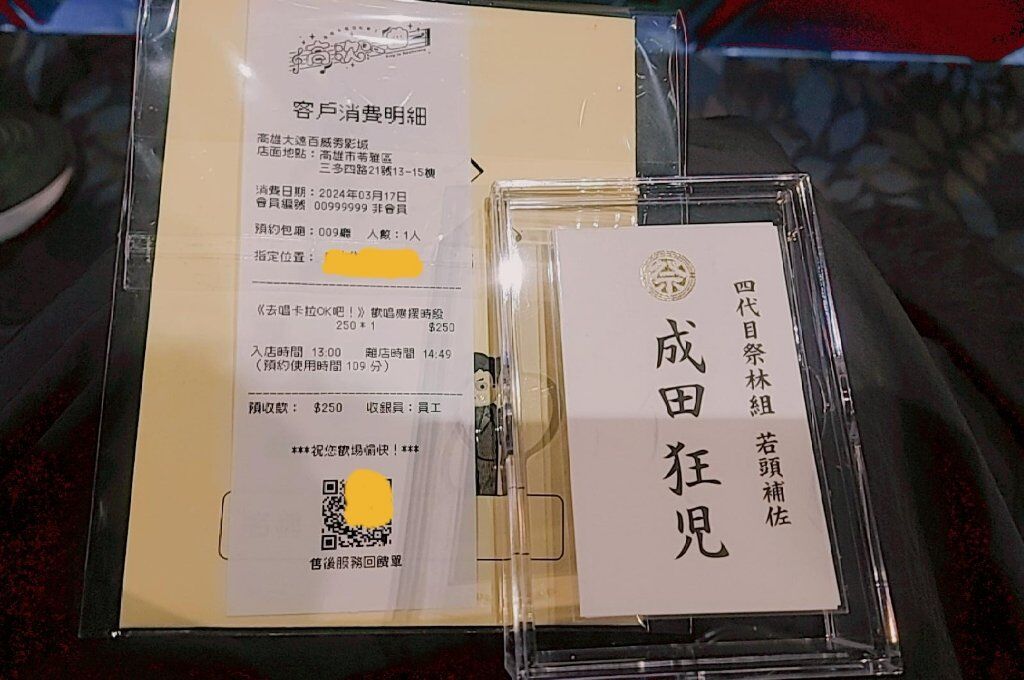 客戶消費明細
高雄大遠百威秀影城
店面地點：高雄市苓雅區
三多四路21號13-15樓
消費日期：2024年03月17日
會員編號 00999999 非會員
預約包廂：009廳 人數：1人
指定位置：
《去唱卡拉OK吧！》歡唱應援時段
250*1 $250
入店時間 13:00 離店時間 14:49
（預約使用時間 109 分）
預收款： $250 收銀員：員工
***祝您歡場愉快！***
售後服務回饋單
祭
四代目祭林組 若頭補佐
成田狂児